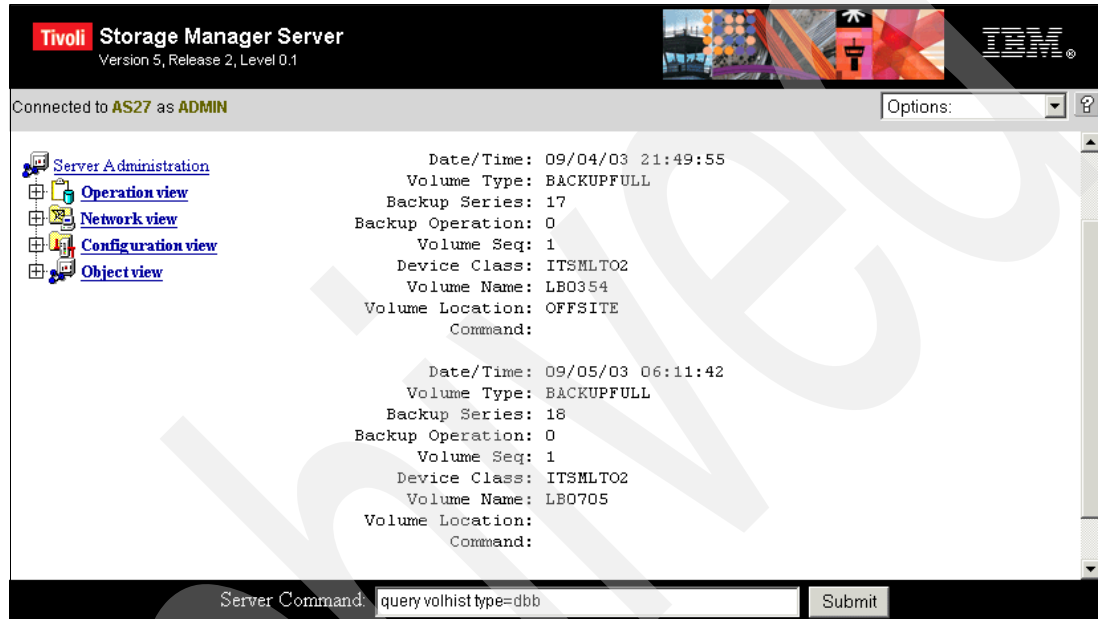 Tivoli Storage Manager Server
Version 5, Release 2, Level 0.1
IBM®
Connected to AS27 as ADMIN
Options:
?
Server Administration
Operation view
Network view
Configuration view
Object view
Date/Time: 09/04/03 21:49:55
Volume Type: BACKUPFULL
Backup Series: 17
Backup Operation: 0
Volume Seq: 1
Device Class: ITSMLTO2
Volume Name: LB0354
Volume Location: OFFSITE
Command:
Date/Time: 09/05/03 06:11:42
Volume Type: BACKUPFULL
Backup Series: 18
Backup Operation: 0
Volume Seq: 1
Device Class: ITSMLTO2
Volume Name: LB0705
Volume Location:
Command:
Server Command: query volhist type=dbb
Submit